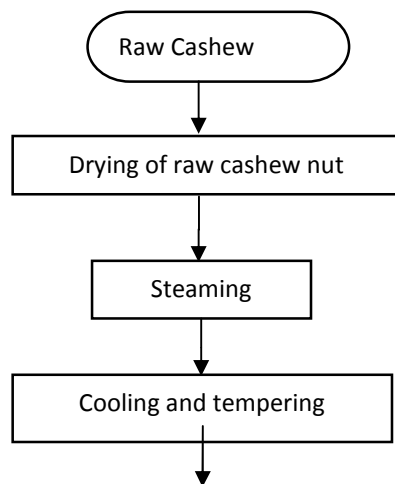 Raw Cashew
Drying of raw cashew nut
Steaming
Cooling and tempering